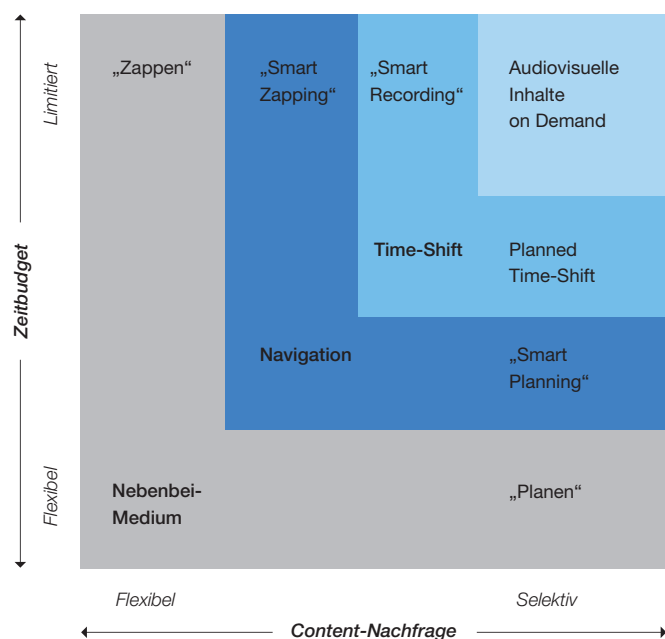 Limitiert
Zeitbudget
Flexibel
„Zappen“
„Smart
Zapping“
„Smart
Recording“
Audiovisuelle
Inhalte
on Demand
Time-Shift
Planned
Time-Shift
Navigation
„Smart
Planning“
Nebenbei-
Medium
„Planen“
Flexibel
Selektiv
Content-Nachfrage